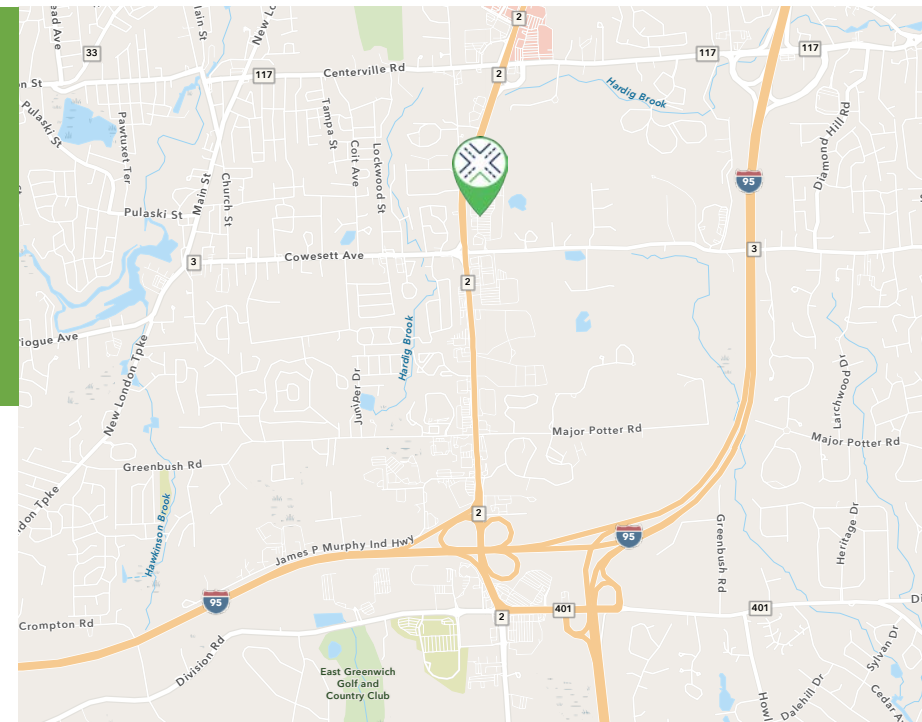 ead Ave
ain St
New Lo
2
33
117
Centerville Rd
2
117
117
on St
Pulaski St
Pawtuxet Ter
Tampa St
Coit Ave
Lockwood St
Hardig Brook
Diamond Hill Rd
95
Main St
Church St
Pulaski St
3
Cowesett Ave
3
2
iogue Ave
New London Tpke
Hardig Brook
Juniper Dr
Larchwood Dr
Major Potter Rd
Major Potter Rd
Greenbush Rd
ndon Tpke
Hawkinson Brook
2
James P Murphy Ind Hwy
95
Greenbush Rd
Heritage Dr
95
Crompton Rd
2
401
401
Di
Division Rd
East Greenwich
Golf and
Country Club
Sylvan Dr
Dalehill Dr
Cedar A
How